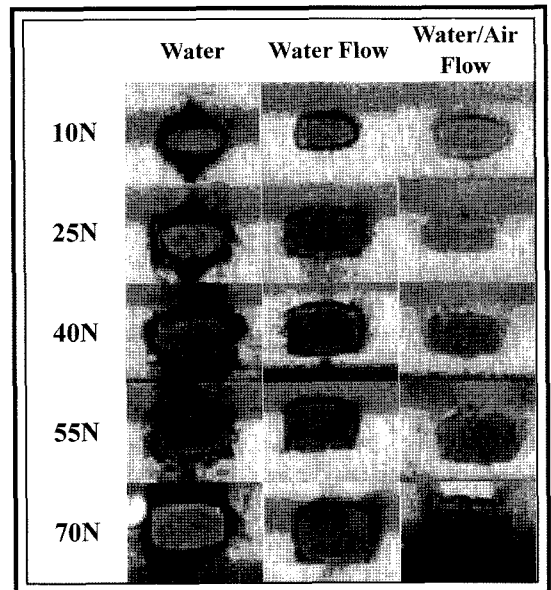 Water Water Flow Water/Air
Flow
10N
25N
40N
55N
70N